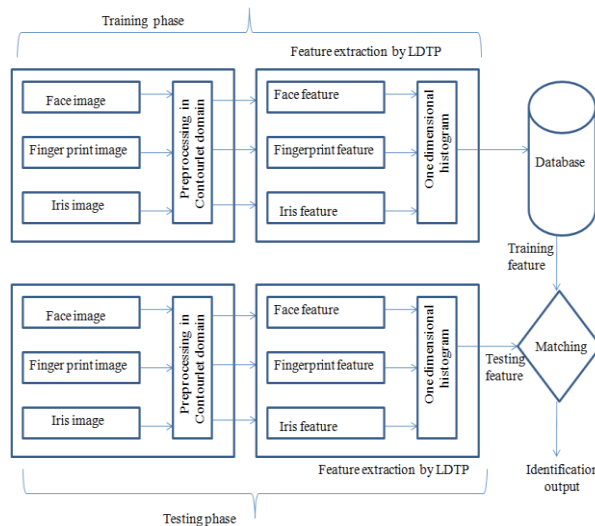 Training phase
Feature extraction by LDTP
Face image
Finger print image
Iris image
Preprocessing in
Contourlet domain
Face feature
Fingerprint feature
Iris feature
One dimensional
histogram
Database
Training
feature
Face image
Finger print image
Iris image
Preprocessing in
Contourlet domain
Face feature
Fingerprint feature
Iris feature
One dimensional
histogram
Testing
feature
Matching
Feature extraction by LDTP
Identification
output
Testing phase